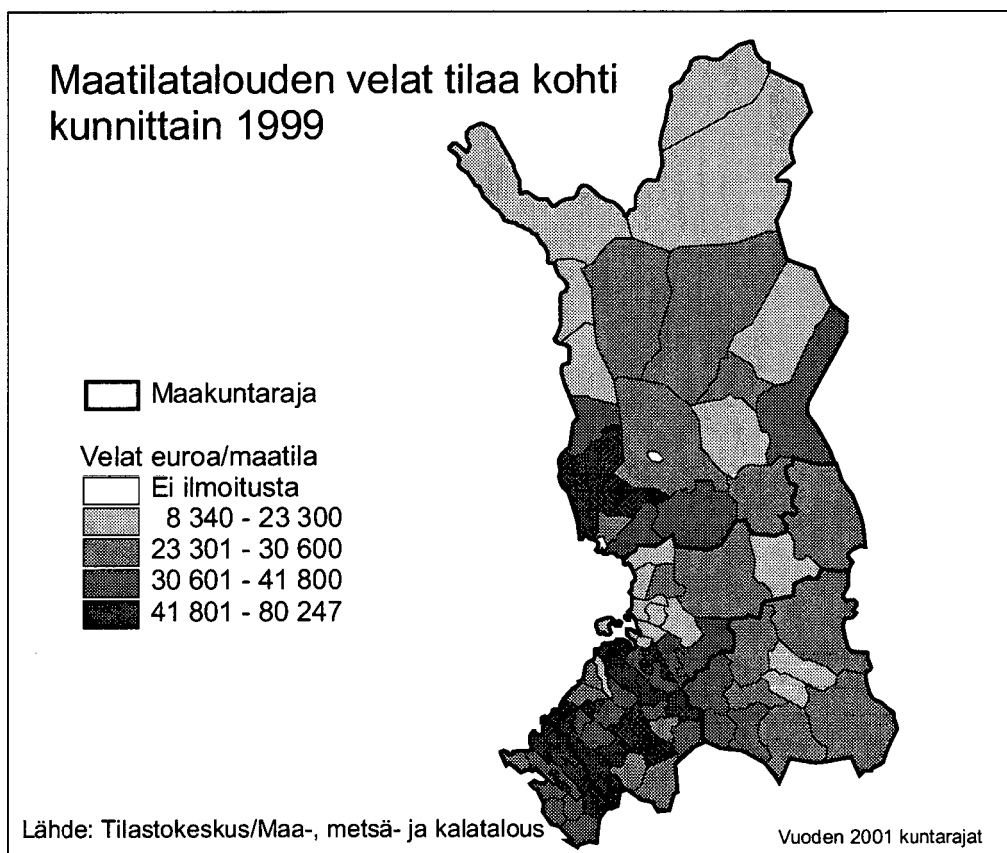 Maatilatalouden velat tilaa kohti
kunnittain 1999
Maakuntaraja
Velat euroa/maatila
Ei ilmoitusta
8 340 - 23 300
23 301 - 30 600
30 601 - 41 800
41 801 - 80 247
Lähde: Tilastokeskus/Maa-, metsä- ja kalatalous
Vuoden 2001 kuntarajat